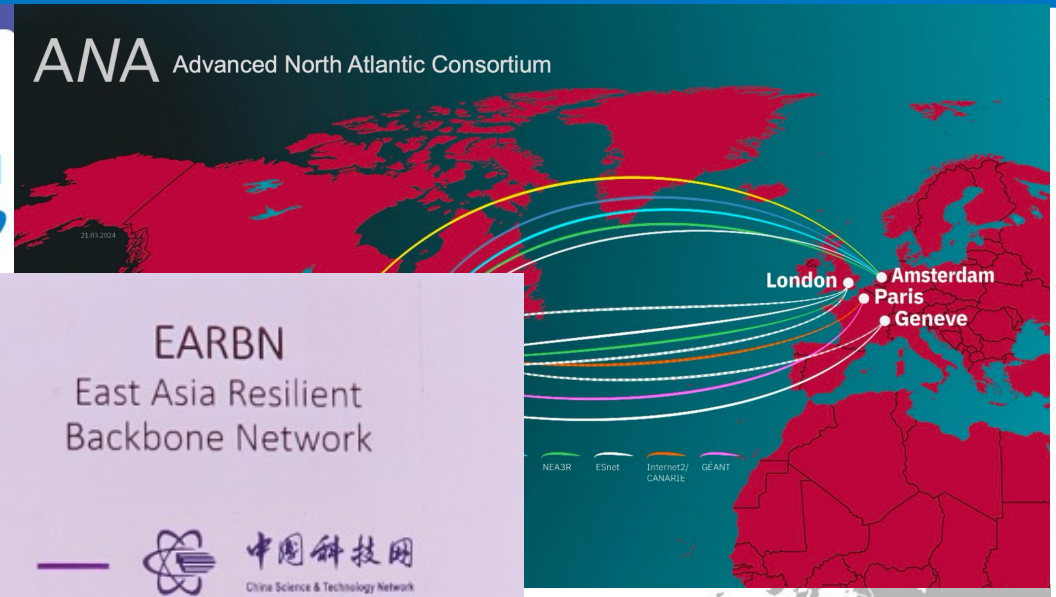 ANA Advanced North Atlantic Consortium
21.03.2024
London
Amsterdam
Paris
Geneve
NEA3R
ESnet
Internet2/
CANARIE
GÉANT
EARBN
East Asia Resilient
Backbone Network
中国科技网
China Science & Technology Network